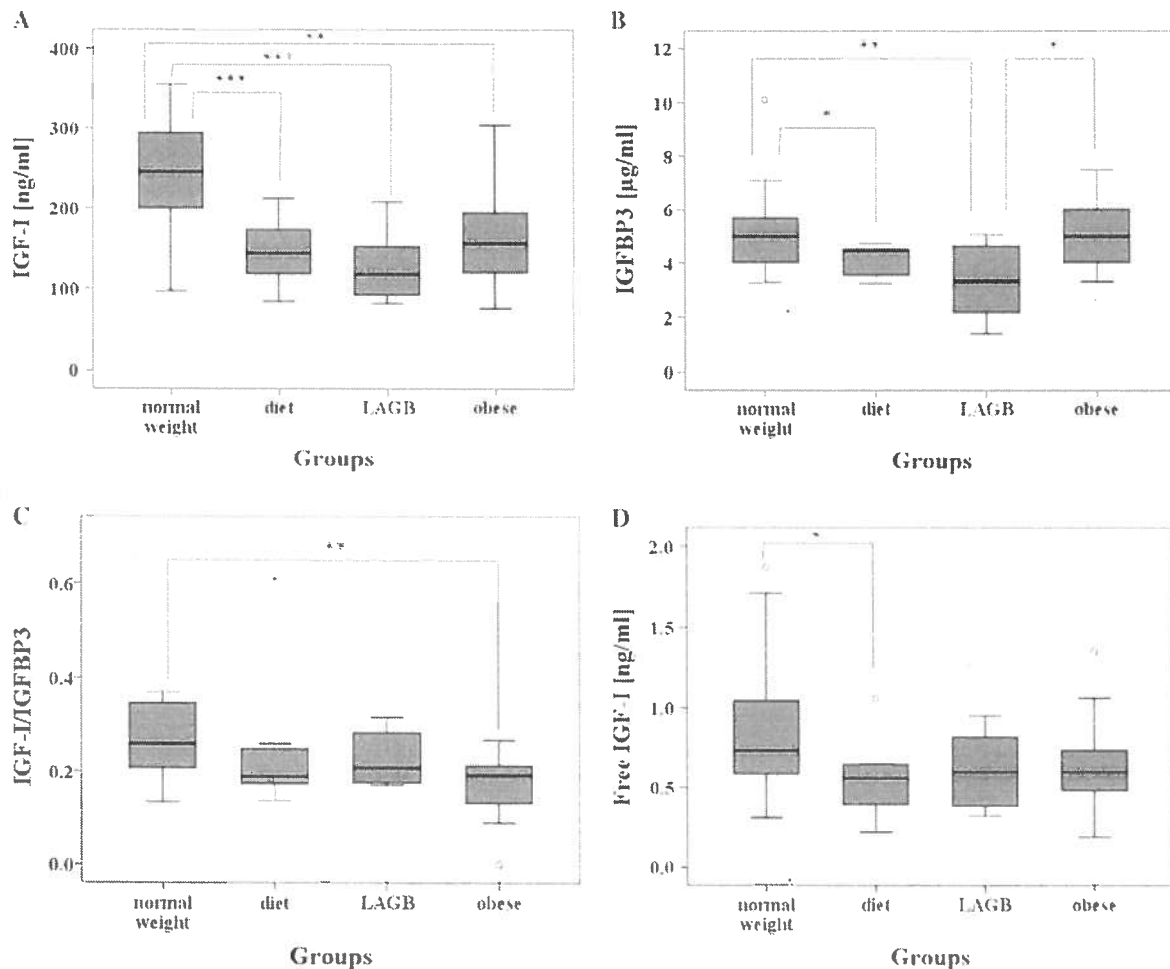 A
400
300
200
100
0
IGF-I [ng/ml]
**
***
***
normal weight
diet
LAGB
obese
Groups
B
12
10
8
6
4
2
0
IGFBP3 [µg/ml]
**
*
*
normal weight
diet
LAGB
obese
Groups
C
0.6
0.4
0.2
0.0
IGF-I/IGFBP3
**
normal weight
diet
LAGB
obese
Groups
D
2.0
1.5
1.0
0.5
0.0
Free IGF-I [ng/ml]
*
normal weight
diet
LAGB
obese
Groups